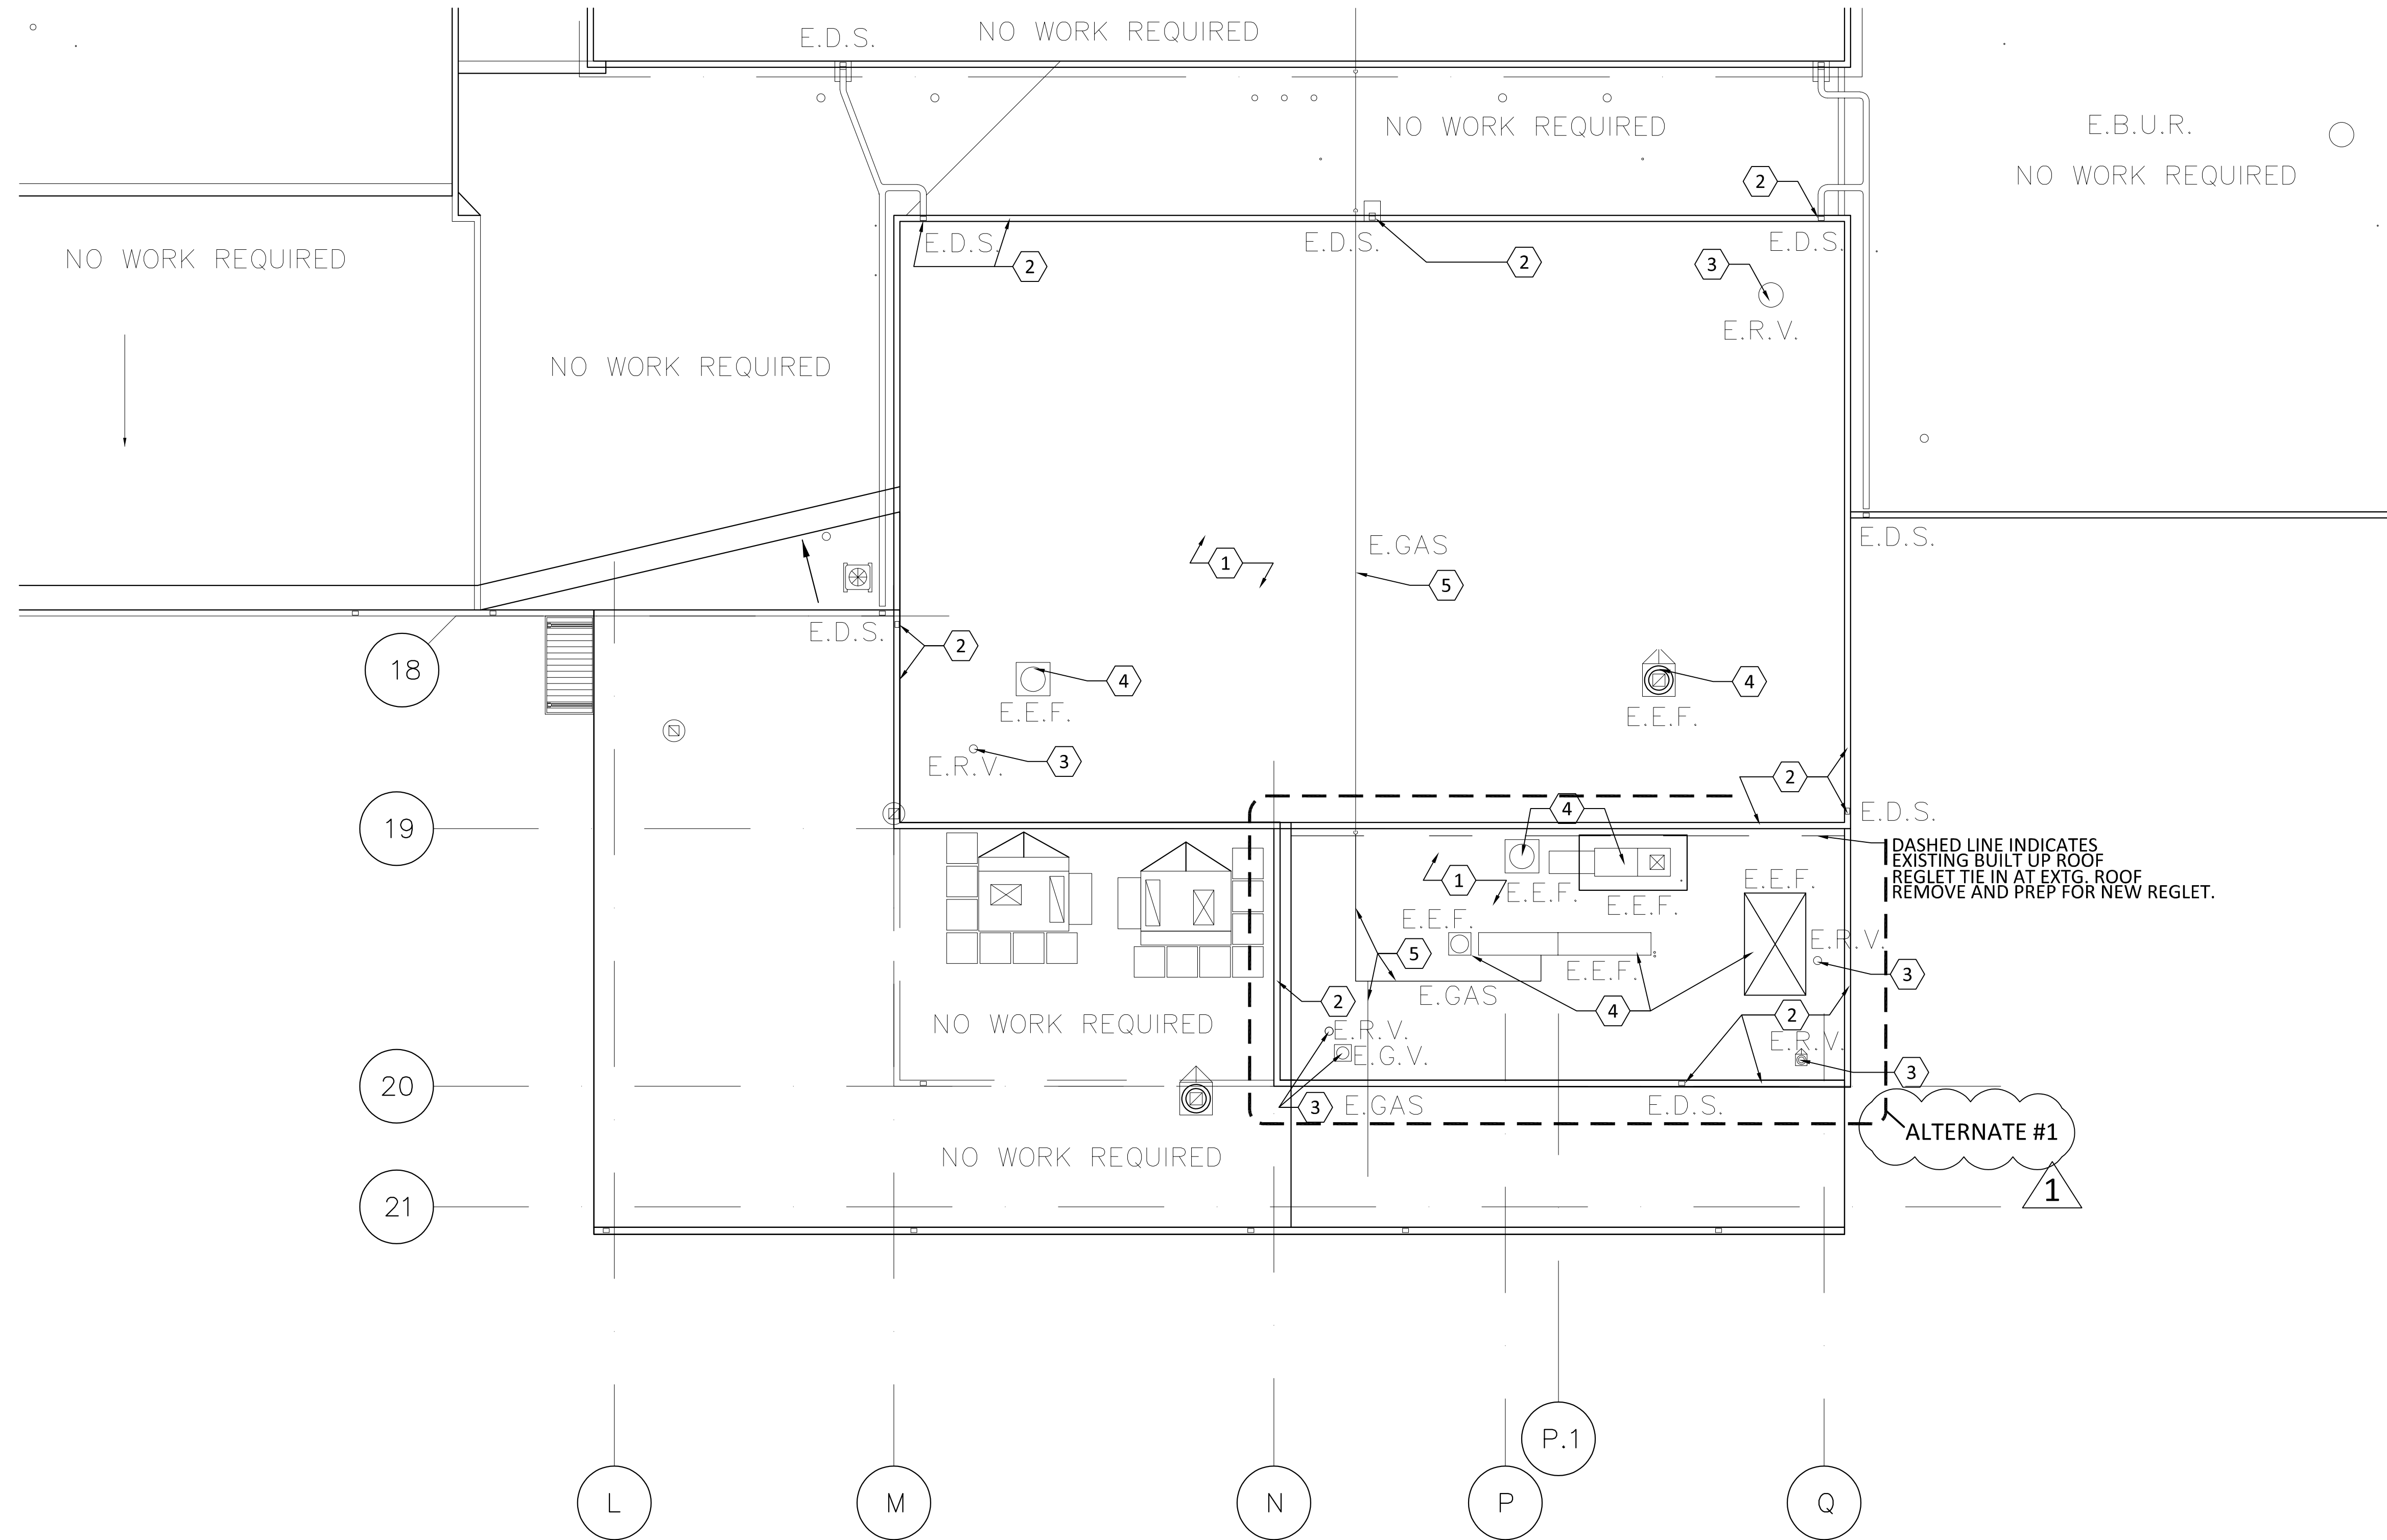 E.D.S.
NO WORK REQUIRED
NO WORK REQUIRED
E.B.U.R.
NO WORK REQUIRED
2
NO WORK REQUIRED
E.D.S.
2
E.D.S.
2
E.D.S.
3
E.R.V.
NO WORK REQUIRED
E.D.S.
1
E.GAS
5
E.D.S.
2
18
4
E.E.F.
4
E.E.F.
E.R.V.
3
2
19
4
E.D.S.
DASHED LINE INDICATES
EXISTING BUILT UP ROOF
REGLET TIE IN AT EXTG. ROOF
REMOVE AND PREP FOR NEW REGLET.
1
E.E.F.
E.E.F.
E.E.F.
E.E.F.
5
E.E.F.
E.R.V.
3
E.GAS
2
4
2
NO WORK REQUIRED
E.R.V.
E.G.V.
E.R.V.
3
20
3
E.GAS
E.D.S.
ALTERNATE #1
NO WORK REQUIRED
1
21
P.1
L
M
N
P
Q